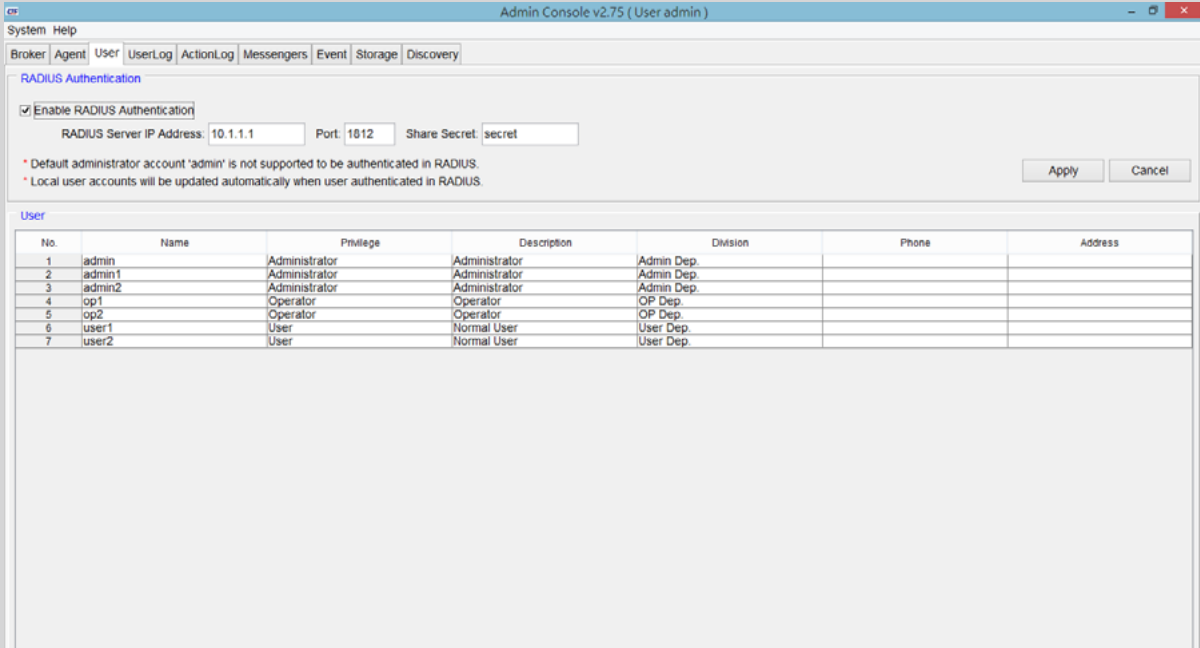 CTF Admin Console v2.75 ( User admin )
System Help
Broker Agent User UserLog ActionLog Messengers Event Storage Discovery
RADIUS Authentication
Enable RADIUS Authentication
RADIUS Server IP Address: 10.1.1.1 Port: 1812 Share Secret: secret
* Default administrator account 'admin' is not supported to be authenticated in RADIUS.
* Local user accounts will be updated automatically when user authenticated in RADIUS.
Apply Cancel
User
No. Name Privilege Description Division Phone Address
1 admin Administrator Administrator Admin Dep.
2 admin1 Administrator Administrator Admin Dep.
3 admin2 Administrator Administrator Admin Dep.
4 op1 Operator Operator OP Dep.
5 op2 Operator Operator OP Dep.
6 user1 User Normal User User Dep.
7 user2 User Normal User User Dep.